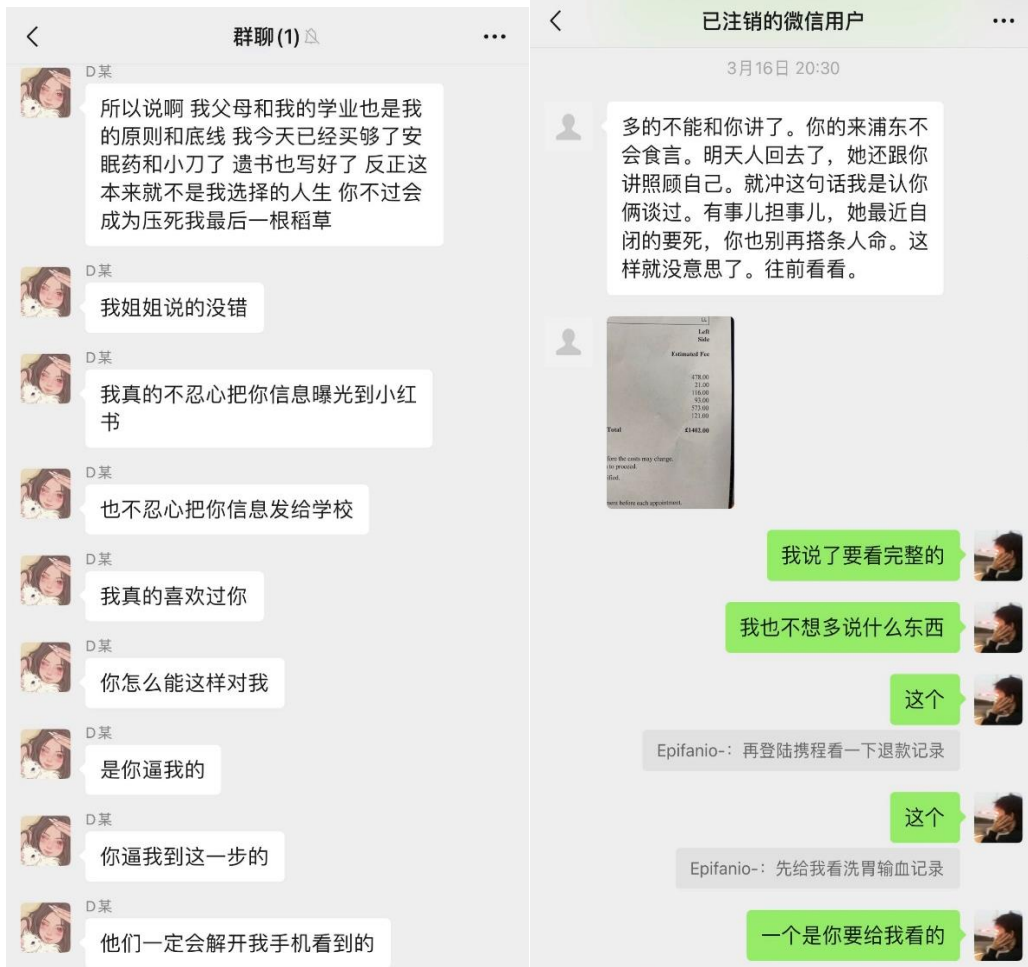 群聊(1)
D某
所以说啊 我父母和我的学业也是我
的原则和底线 我今天已经买够了安
眠药和小刀了 遗书也写好了 反正这
本来就不是我选择的人生 你不过会
成为压死我最后一根稻草
D某
我姐姐说的没错
D某
我真的不忍心把你信息曝光到小红
书
D某
也不忍心把你信息发给学校
D某
我真的喜欢过你
D某
你怎么能这样对我
D某
是你逼我的
D某
你逼我到这一步的
D某
他们一定会解开我手机看到的
已注销的微信用户
3月16日 20:30
多的不能和你讲了。你的来浦东不
会食言。明天人回去了，她还跟你
讲照顾自己。就冲这句话我是认你
俩谈过。有事儿担事儿，她最近自
闭的要死，你也别再搭条人命。这
样就没意思了。往前看看。
Left
Side
Estimated Fee
478.00
21.00
116.00
93.00
573.00
121.00
Total £1402.00
fore the costs may change.
to proceed.
ified.
ment before each appointment.
我说了要看完整的
我也不想多说什么东西
这个
Epifanio-：再登陆携程看一下退款记录
这个
Epifanio-：先给我看洗胃输血记录
一个是你要给我看的